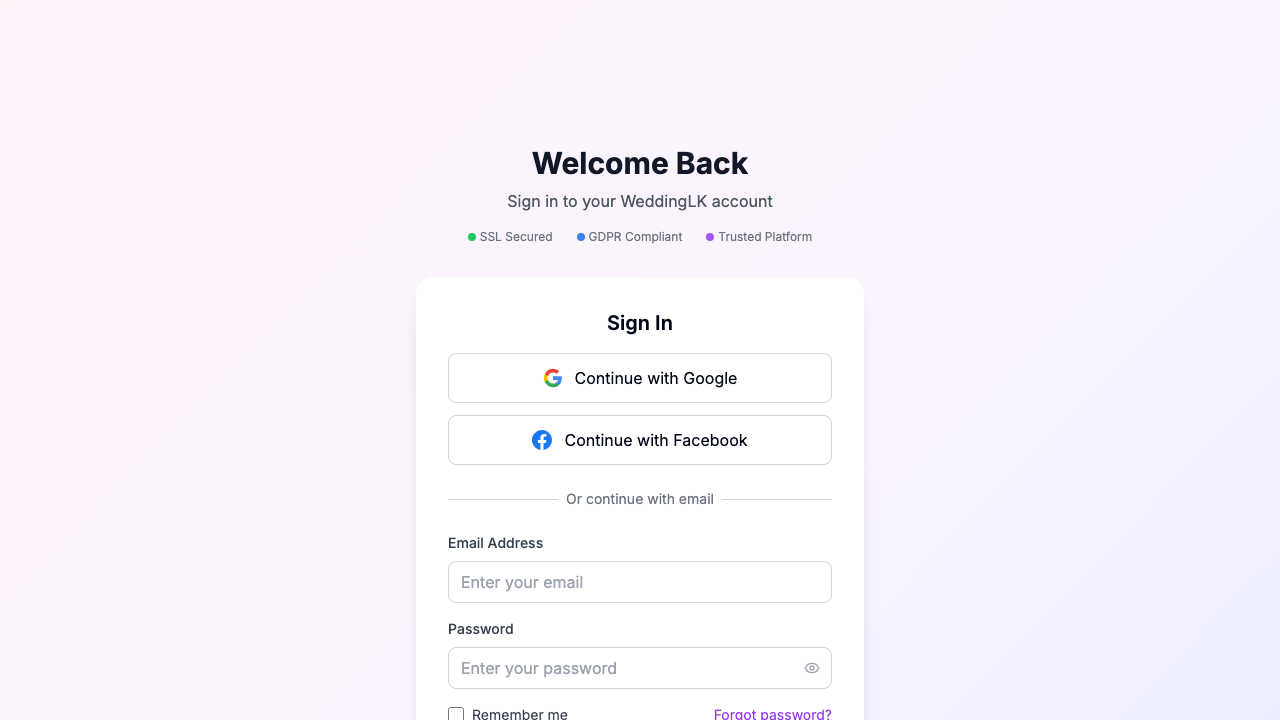 Welcome Back
Sign in to your WeddingLK account
SSL Secured GDPR Compliant Trusted Platform
Sign In
Continue with Google
Continue with Facebook
Or continue with email
Email Address
Enter your email
Password
Enter your password
Remember me Forgot password?